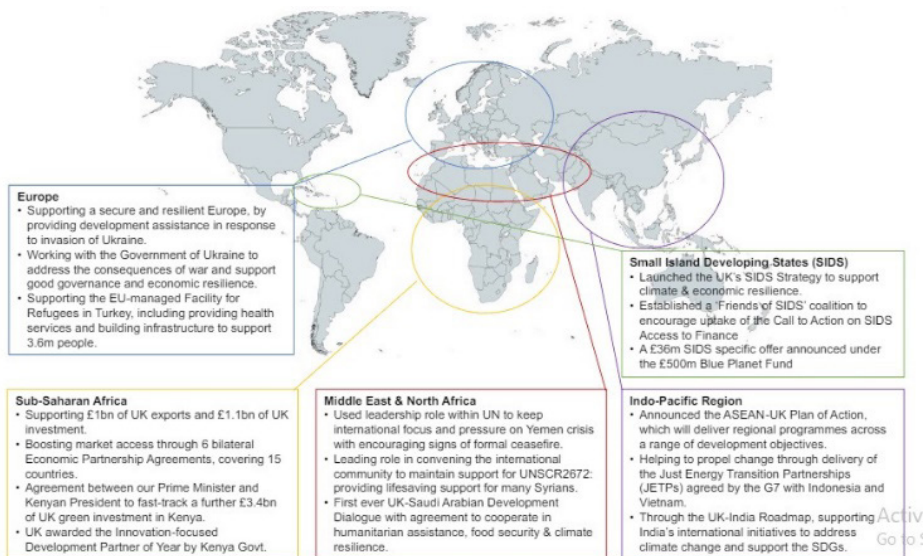 Europe
• Supporting a secure and resilient Europe, by
providing development assistance in response
to invasion of Ukraine.
• Working with the Government of Ukraine to
address the consequences of war and support
good governance and economic resilience.
• Supporting the EU-managed Facility for
Refugees in Turkey, including providing health
services and building infrastructure to support
3.6m people.
Small Island Developing States (SIDS)
• Launched the UK's SIDS Strategy to support
climate & economic resilience.
• Established a 'Friends of SIDS' coalition to
encourage uptake of the Call to Action on SIDS
Access to Finance
• A £36m SIDS specific offer announced under
the £500m Blue Planet Fund
Sub-Saharan Africa
• Supporting £1bn of UK exports and £1.1bn of UK
investment.
• Boosting market access through 6 bilateral
Economic Partnership Agreements, covering 15
countries.
• Agreement between our Prime Minister and
Kenyan President to fast-track a further £3.4bn
of UK green investment in Kenya.
• UK awarded the Innovation-focused
Development Partner of Year by Kenya Govt.
Middle East & North Africa
• Used leadership role within UN to keep
international focus and pressure on Yemen crisis
with encouraging signs of formal ceasefire.
• Leading role in convening the international
community to maintain support for UNSCR2672:
providing lifesaving support for many Syrians.
• First ever UK-Saudi Arabian Development
Dialogue with agreement to cooperate in
humanitarian assistance, food security & climate
resilience.
Indo-Pacific Region
• Announced the ASEAN-UK Plan of Action,
which will deliver regional programmes across
a range of development objectives.
• Helping to propel change through delivery of
the Just Energy Transition Partnerships
(JETPs) agreed by the G7 with Indonesia and
Vietnam.
• Through the UK-India Roadmap, supporting
India's international initiatives to address
climate change and support the SDGs.
Activ
Go to